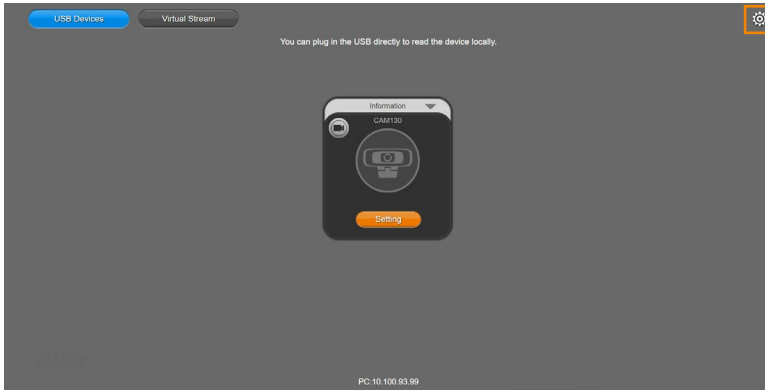 USB Devices
Virtual Stream
You can plug in the USB directly to read the device locally.
Information
CAM130
Setting
PC:10.100.93.99